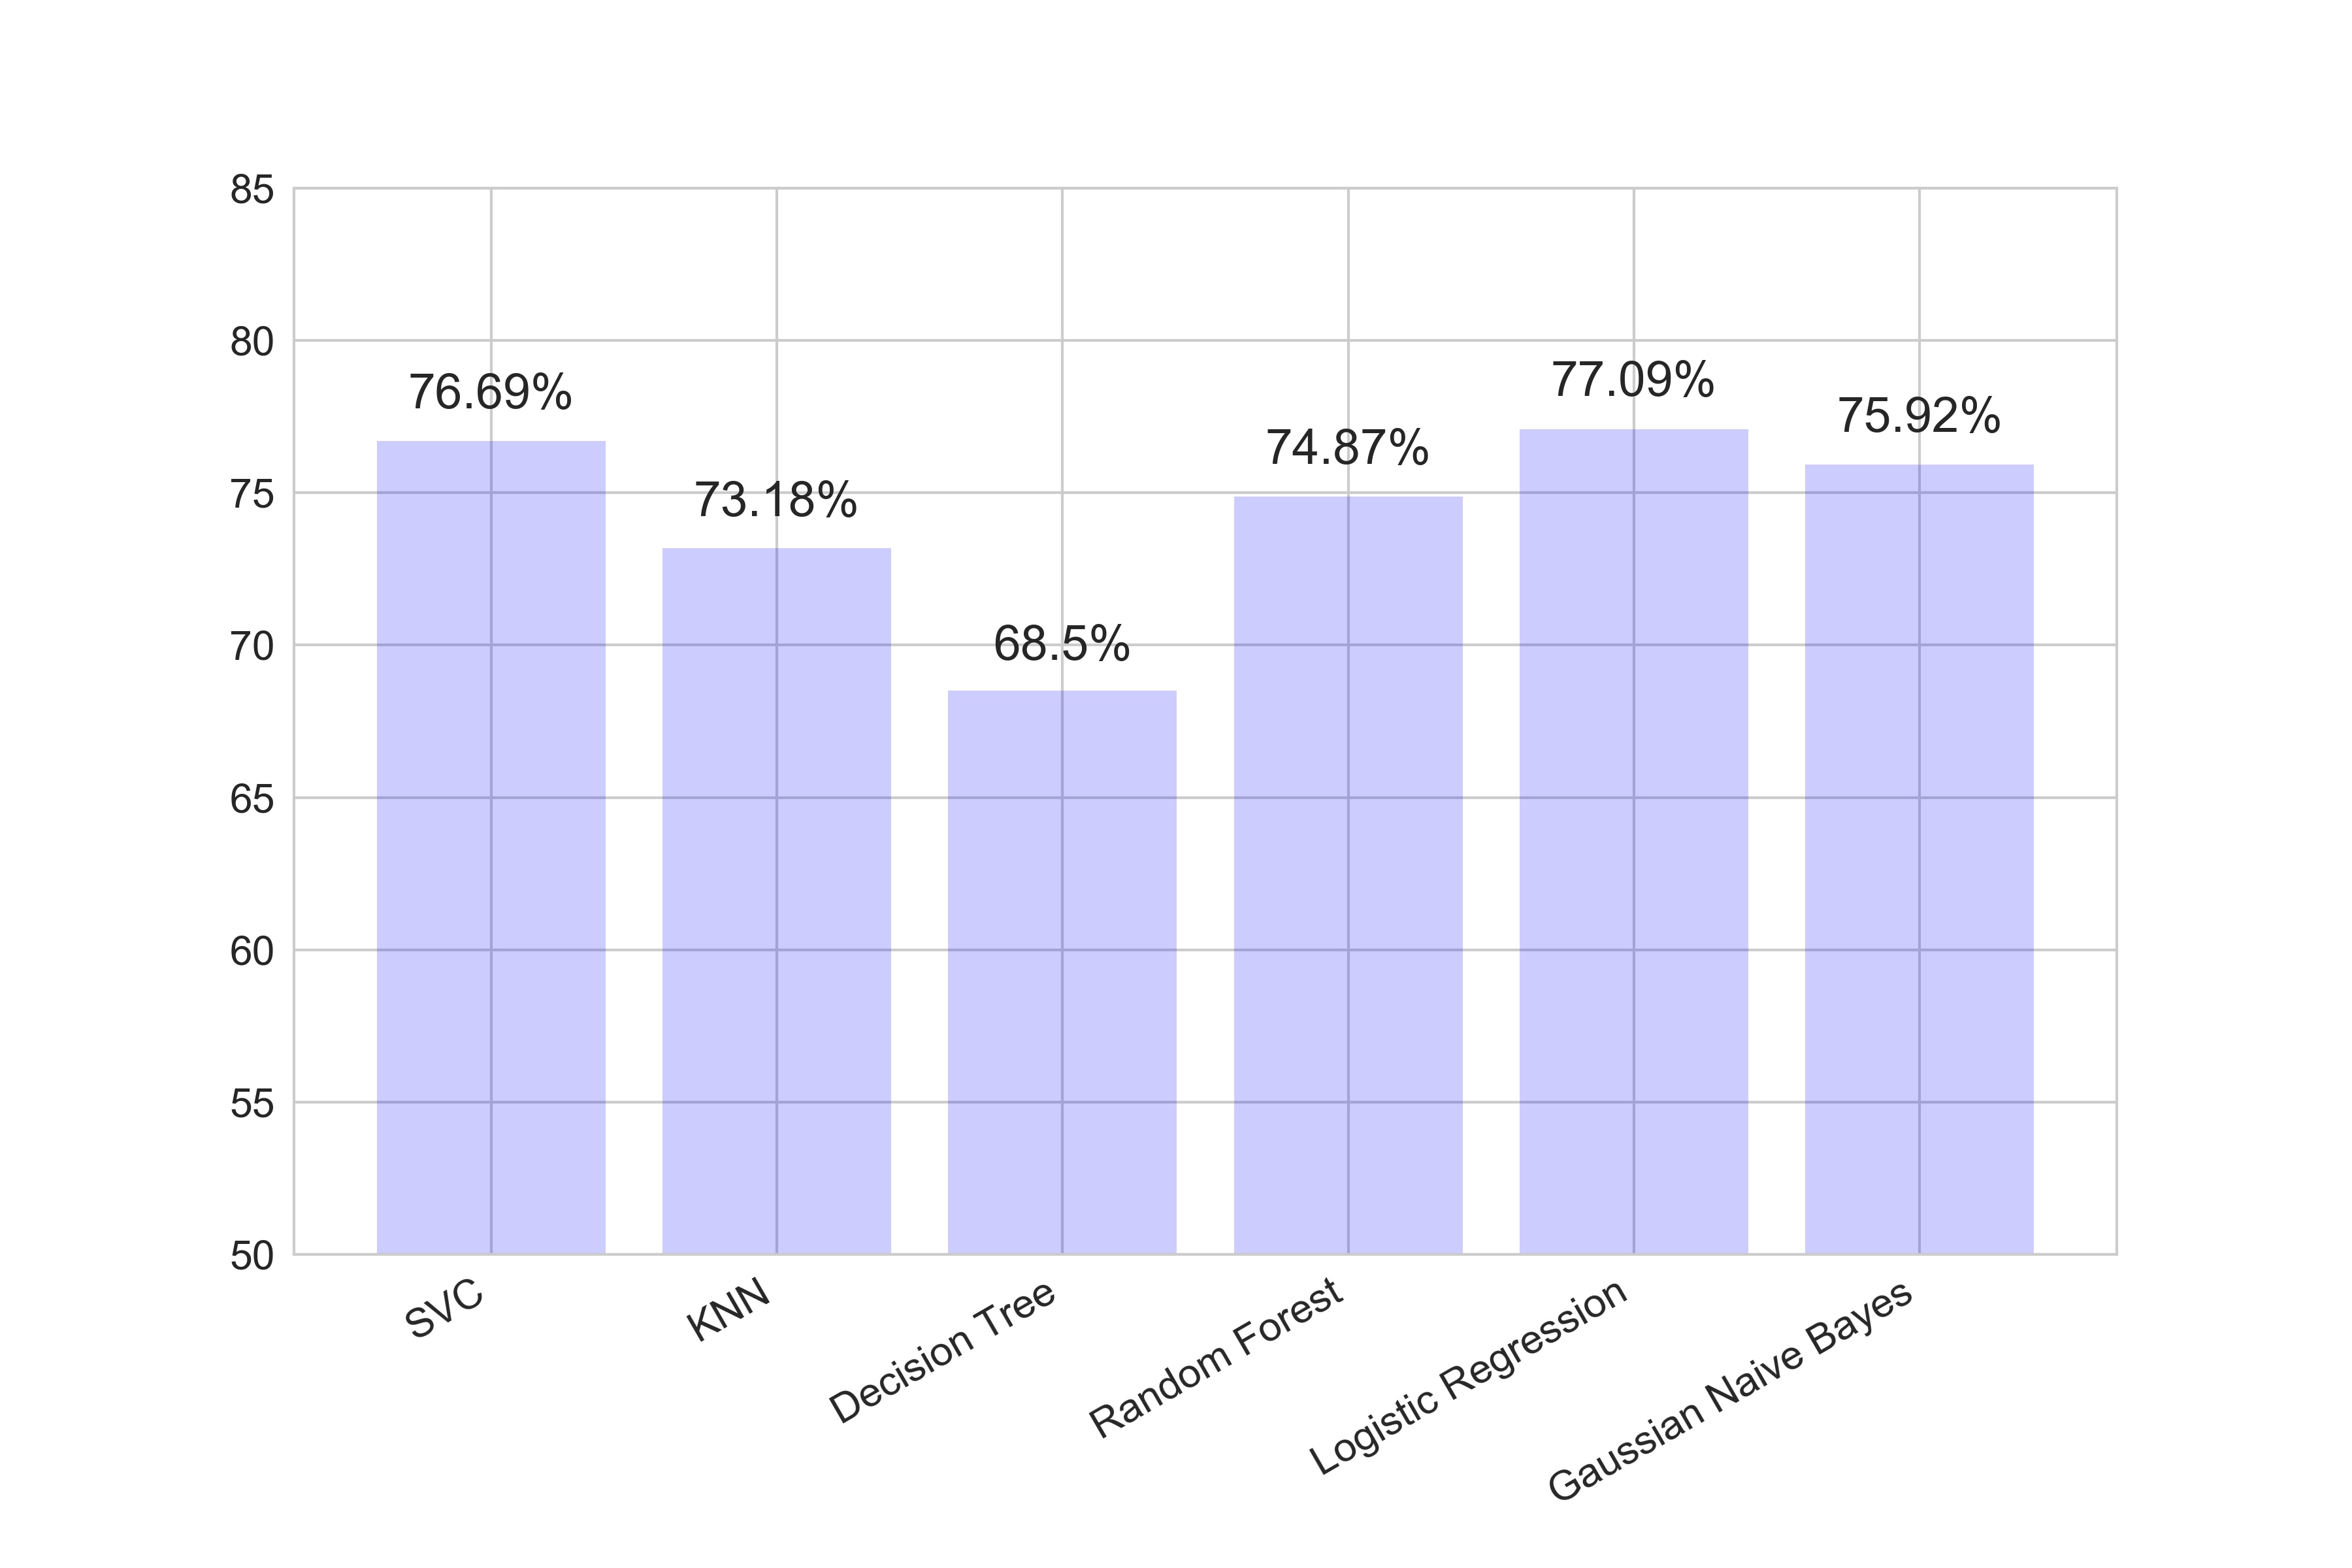 85
80
75
70
65
60
55
50
76.69%
73.18%
68.5%
74.87%
77.09%
75.92%
SVC
KNN
Decision Tree
Random Forest
Logistic Regression
Gaussian Naive Bayes